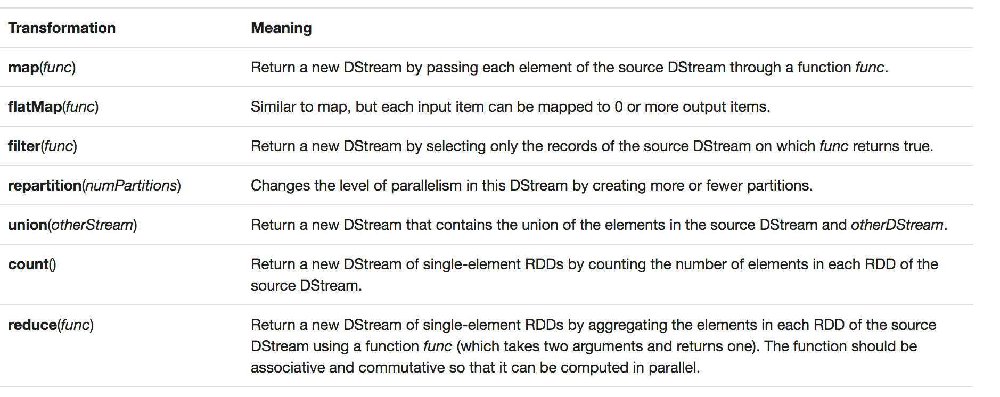 Transformation Meaning
map(func) Return a new DStream by passing each element of the source DStream through a function func.
flatMap(func) Similar to map, but each input item can be mapped to 0 or more output items.
filter(func) Return a new DStream by selecting only the records of the source DStream on which func returns true.
repartition(numPartitions) Changes the level of parallelism in this DStream by creating more or fewer partitions.
union(otherStream) Return a new DStream that contains the union of the elements in the source DStream and otherDStream.
count() Return a new DStream of single-element RDDs by counting the number of elements in each RDD of the
source DStream.
reduce(func) Return a new DStream of single-element RDDs by aggregating the elements in each RDD of the source
DStream using a function func (which takes two arguments and returns one). The function should be
associative and commutative so that it can be computed in parallel.